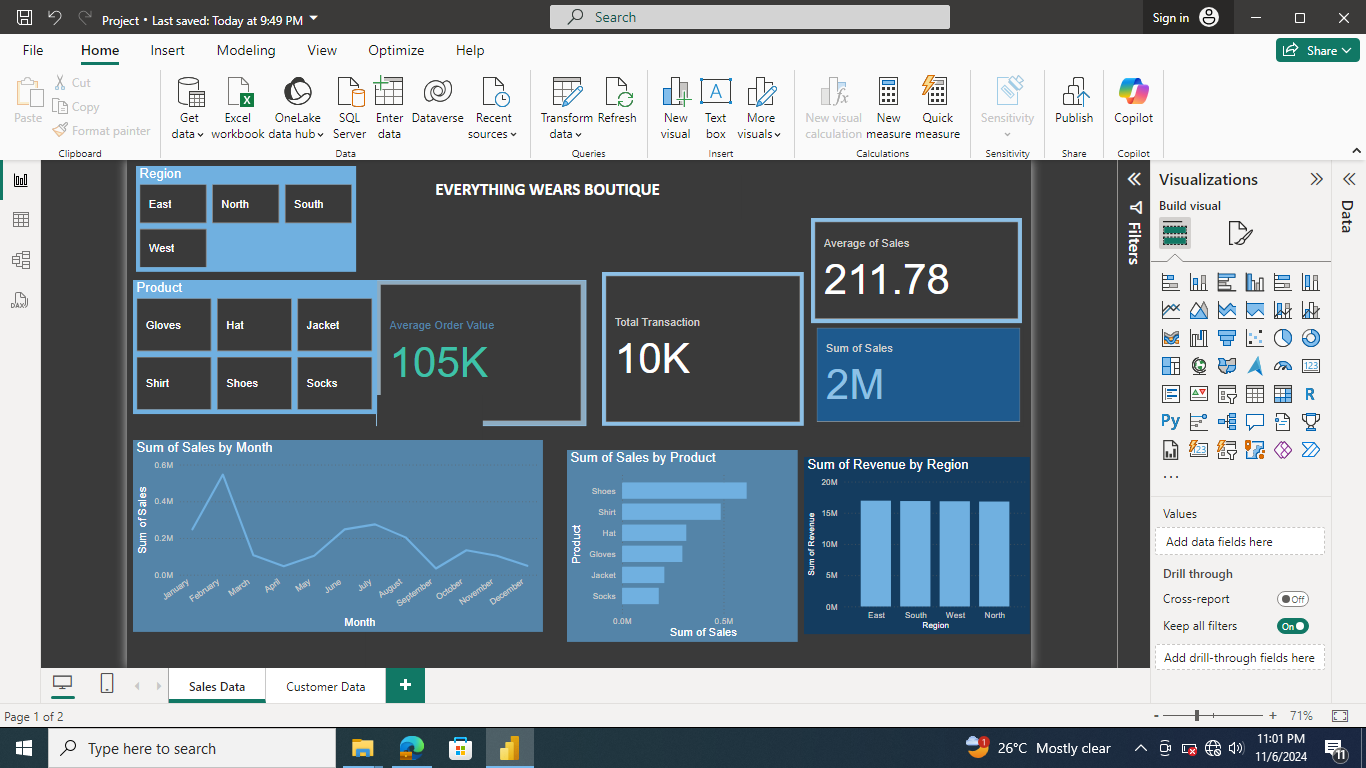 Project • Last saved: Today at 9:49 PM
Search
Sign in
File Home Insert Modeling View Optimize Help
Share
Paste
Cut
Copy
Format painter
Clipboard
Get data
Excel workbook
OneLake data hub
SQL Server
Enter data
Dataverse
Recent sources
Data
Transform data
Refresh
Queries
New visual
Text box
More visuals
Insert
New visual calculation
New measure
Quick measure
Calculations
Sensitivity
Sensitivity
Publish
Share
Copilot
Copilot
EVERYTHING WEARS BOUTIQUE
Region
East North South
West
Product
Gloves Hat Jacket
Shirt Shoes Socks
Average Order Value
105K
Total Transaction
10K
Average of Sales
211.78
Sum of Sales
2M
Sum of Sales by Month
Sum of Sales
0.6M
0.4M
0.2M
0.0M
January February March April May June July August September October November December
Month
Sum of Sales by Product
Product
Shoes
Shirt
Hat
Gloves
Jacket
Socks
0.0M 0.5M
Sum of Sales
Sum of Revenue by Region
Sum of Revenue
20M
15M
10M
5M
0M
East South West North
Region
Filters
Visualizations
Build visual
123
R
Py
123
...
Values
Add data fields here
Drill through
Cross-report
Off
Keep all filters
On
Add drill-through fields here
Data
DAX
Sales Data
Customer Data
+
Page 1 of 2
- + 71%
Type here to search
1
26°C Mostly clear
11:01 PM
11/6/2024
11